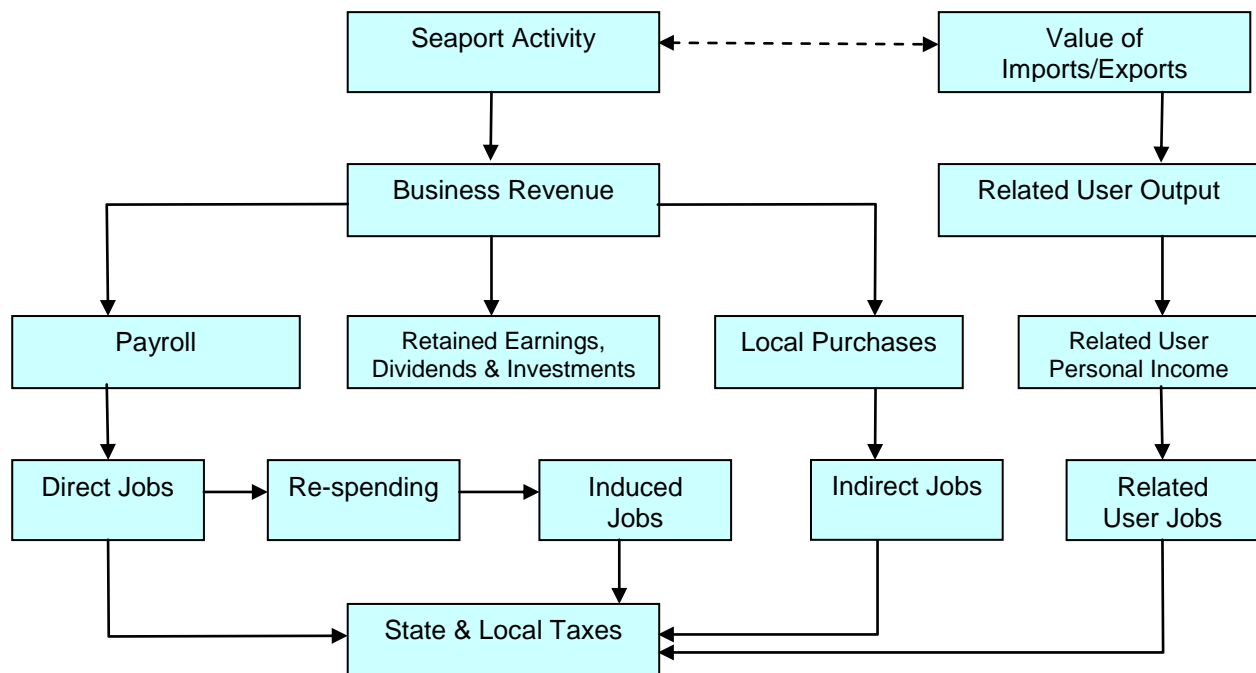 Seaport Activity
Value of
Imports/Exports
Business Revenue
Related User Output
Payroll
Retained Earnings,
Dividends & Investments
Local Purchases
Related User
Personal Income
Direct Jobs
Re-spending
Induced
Jobs
Indirect Jobs
Related
User Jobs
State & Local Taxes